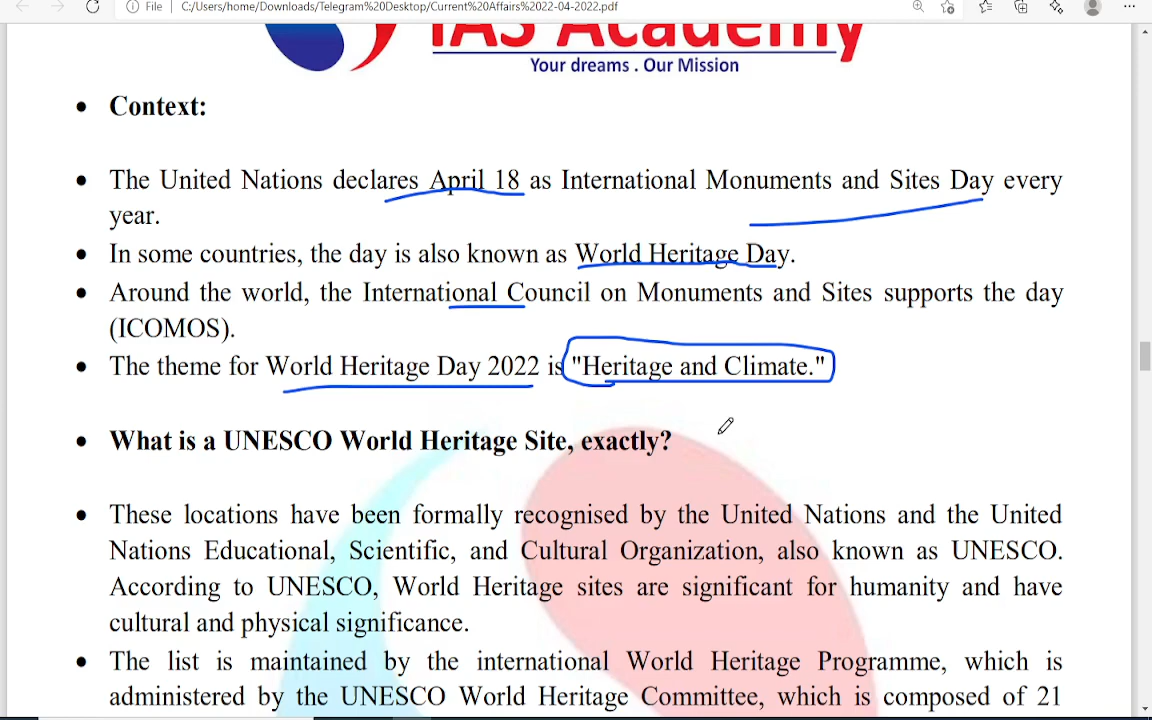 File C:/Users/home/Downloads/Telegram%20Desktop/Current%20Affairs%2022-04-2022.pdf
IAS Academy
Your dreams . Our Mission
• Context:
• The United Nations declares April 18 as International Monuments and Sites Day every
year.
• In some countries, the day is also known as World Heritage Day.
• Around the world, the International Council on Monuments and Sites supports the day
(ICOMOS).
• The theme for World Heritage Day 2022 is "Heritage and Climate."
• What is a UNESCO World Heritage Site, exactly?
• These locations have been formally recognised by the United Nations and the United
Nations Educational, Scientific, and Cultural Organization, also known as UNESCO.
According to UNESCO, World Heritage sites are significant for humanity and have
cultural and physical significance.
• The list is maintained by the international World Heritage Programme, which is
administered by the UNESCO World Heritage Committee, which is composed of 21